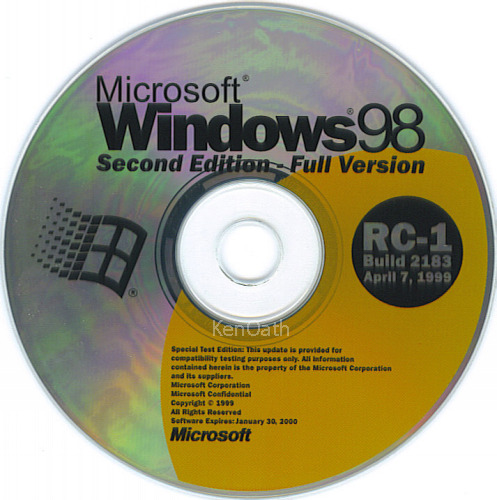 Microsoft®
Windows®98
Second Edition - Full Version
RC-1
Build 2183
April 7, 1999
®
KenOath
Special Test Edition: This update is provided for
compatibility testing purposes only. All information
contained herein is the property of the Microsoft Corporation
and its suppliers.
Microsoft Corporation
Microsoft Confidential
Copyright © 1999
All Rights Reserved
Software Expires: January 30, 2000
Microsoft